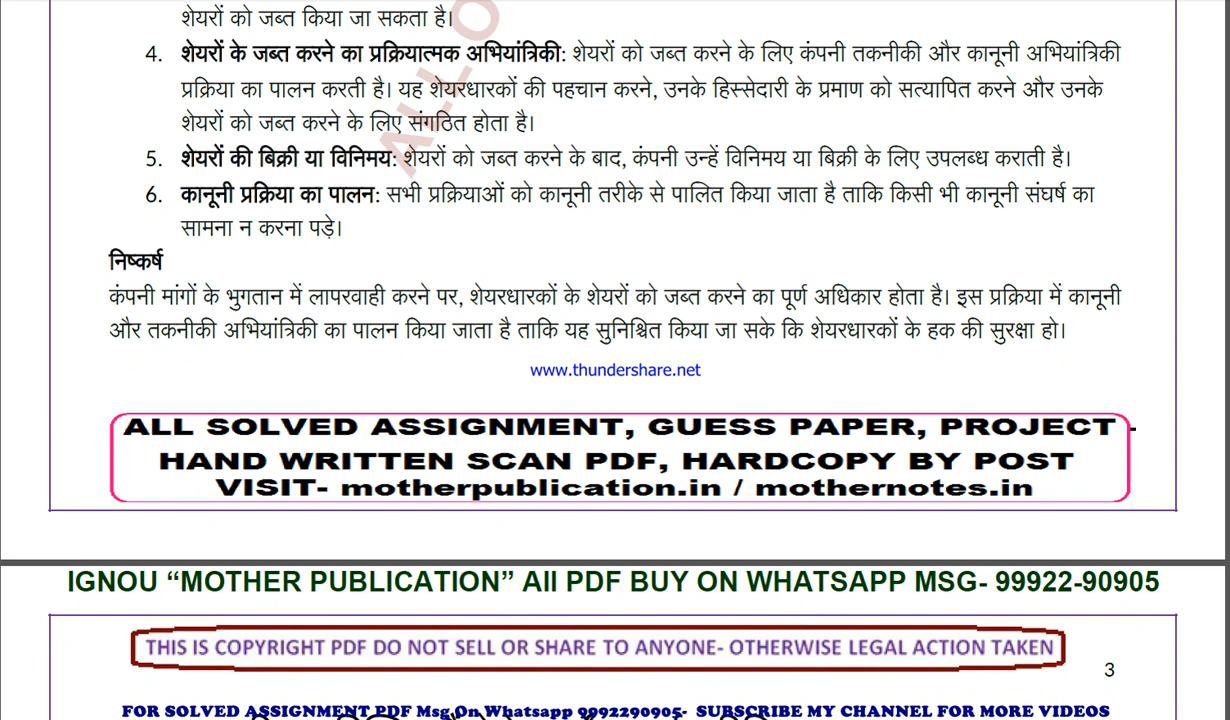 शेयरों को जब्त किया जा सकता है।
4. शेयरों के जब्त करने का प्रक्रियात्मक अभियांत्रिकी: शेयरों को जब्त करने के लिए कंपनी तकनीकी और कानूनी अभियांत्रिकी
प्रक्रिया का पालन करती है। यह शेयरधारकों की पहचान करने, उनके हिस्सेदारी के प्रमाण को सत्यापित करने और उनके
शेयरों को जब्त करने के लिए संगठित होता है।
5. शेयरों की बिक्री या विनिमय: शेयरों को जब्त करने के बाद, कंपनी उन्हें विनिमय या बिक्री के लिए उपलब्ध कराती है।
6. कानूनी प्रक्रिया का पालन: सभी प्रक्रियाओं को कानूनी तरीके से पालित किया जाता है ताकि किसी भी कानूनी संघर्ष का
सामना न करना पड़े।
निष्कर्ष
कंपनी मांगों के भुगतान में लापरवाही करने पर, शेयरधारकों के शेयरों को जब्त करने का पूर्ण अधिकार होता है। इस प्रक्रिया में कानूनी
और तकनीकी अभियांत्रिकी का पालन किया जाता है ताकि यह सुनिश्चित किया जा सके कि शेयरधारकों के हक की सुरक्षा हो।
www.thundershare.net
ALL SOLVED ASSIGNMENT, GUESS PAPER, PROJECT -
HAND WRITTEN SCAN PDF, HARDCOPY BY POST
VISIT- motherpublication.in / mothernotes.in
IGNOU “MOTHER PUBLICATION” All PDF BUY ON WHATSAPP MSG- 99922-90905
THIS IS COPYRIGHT PDF DO NOT SELL OR SHARE TO ANYONE- OTHERWISE LEGAL ACTION TAKEN
3
FOR SOLVED ASSIGNMENT PDF Msg On Whatsapp 9992290905- SUBSCRIBE MY CHANNEL FOR MORE VIDEOS